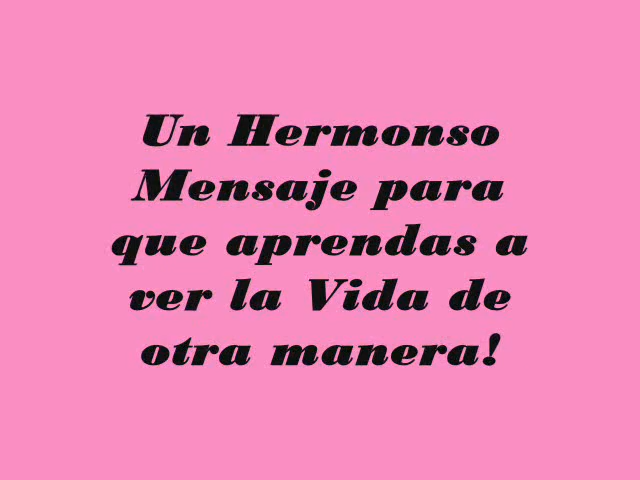 Un Hermonso
Mensaje para
que aprendas a
ver la Vida de
otra manera!